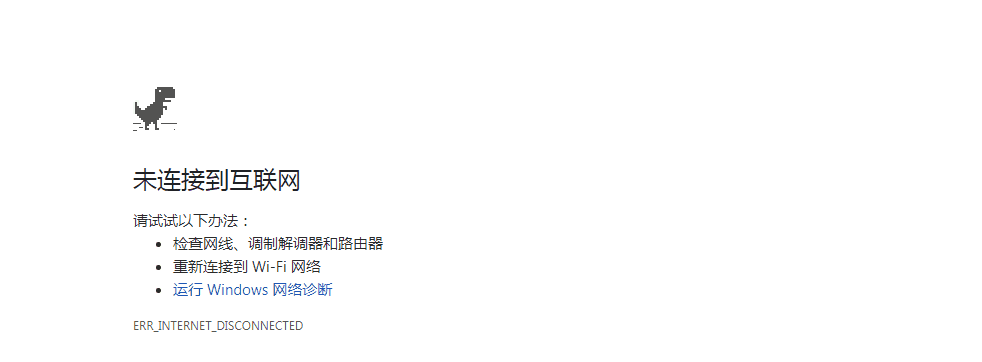 未连接到互联网
请试试以下办法：
检查网线、调制解调器和路由器
重新连接到 Wi-Fi 网络
运行 Windows 网络诊断
ERR_INTERNET_DISCONNECTED